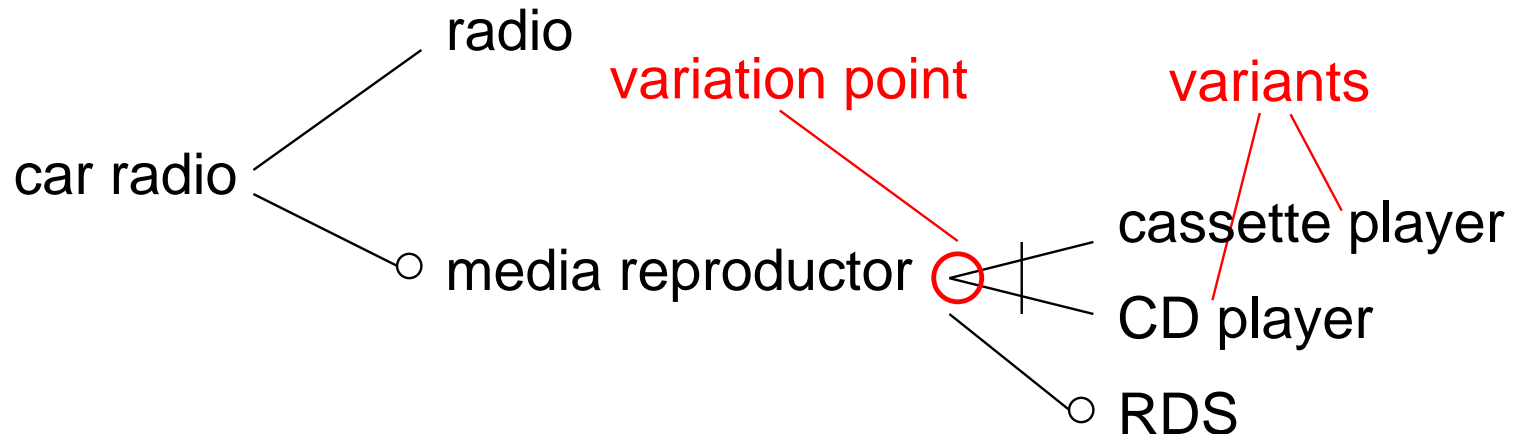 radio
variation point
variants
car radio
cassette player
media reproductor
CD player
RDS